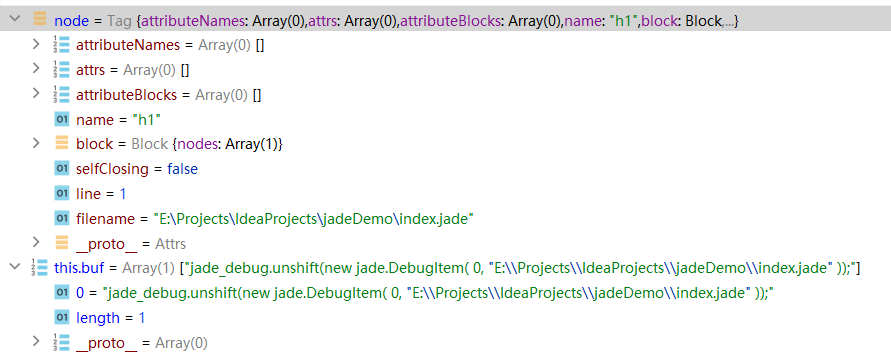 node = Tag {attributeNames: Array(0),attrs: Array(0),attributeBlocks: Array(0),name: "h1",block: Block,...}
attributeNames = Array(0) []
attrs = Array(0) []
attributeBlocks = Array(0) []
01 name = "h1"
block = Block {nodes: Array(1)}
01 selfClosing = false
01 line = 1
01 filename = "E:\Projects\IdeaProjects\jadeDemo\index.jade"
__proto__ = Attrs
this.buf = Array(1) ["jade_debug.unshift(new jade.DebugItem( 0, "E:\\Projects\\IdeaProjects\\jadeDemo\\index.jade" ));"]
01 0 = "jade_debug.unshift(new jade.DebugItem( 0, "E:\\Projects\\IdeaProjects\\jadeDemo\\index.jade" ));"
01 length = 1
__proto__ = Array(0)